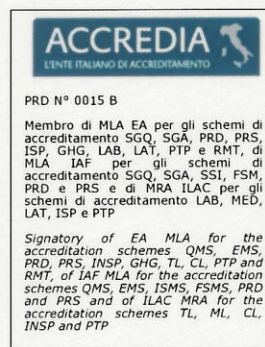 ACCREDIA
L'ENTE ITALIANO DI ACCREDITAMENTO
PRD N° 0015 B
Membro di MLA EA per gli schemi di
accreditamento SGQ, SGA, PRD, PRS,
ISP, GHG, LAB, LAT, PTP e RMT, di
MLA IAF per gli schemi di
accreditamento SGQ, SGA, SSI, FSM,
PRD e PRS e di MRA ILAC per gli
schemi di accreditamento LAB, MED,
LAT, ISP e PTP
Signatory of EA MLA for the
accreditation schemes QMS, EMS,
PRD, PRS, INSP, GHG, TL, CL, PTP and
RMT, of IAF MLA for the accreditation
schemes QMS, EMS, ISMS, FSMS, PRD
and PRS and of ILAC MRA for the
accreditation schemes TL, ML, CL,
INSP and PTP